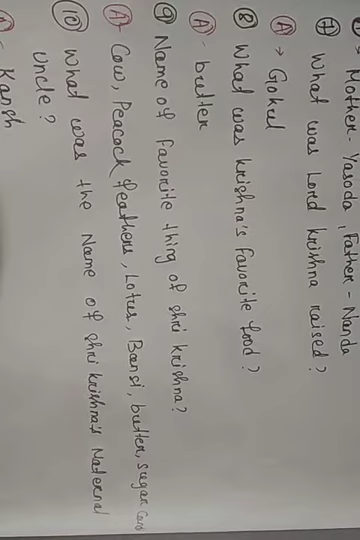 Mother- Yasoda, Father - Nanda
7 What was Lord krishna raised?
A → Gokul
8 What was krishna's favorite food?
A - butter
9 Name of favorite thing of shri krishna?
A - Cow, Peacock feathers, Lotus, Bansi, butter, sugar
10 What was the Name of shri krishna's Naternal
uncle?
A - Kansh